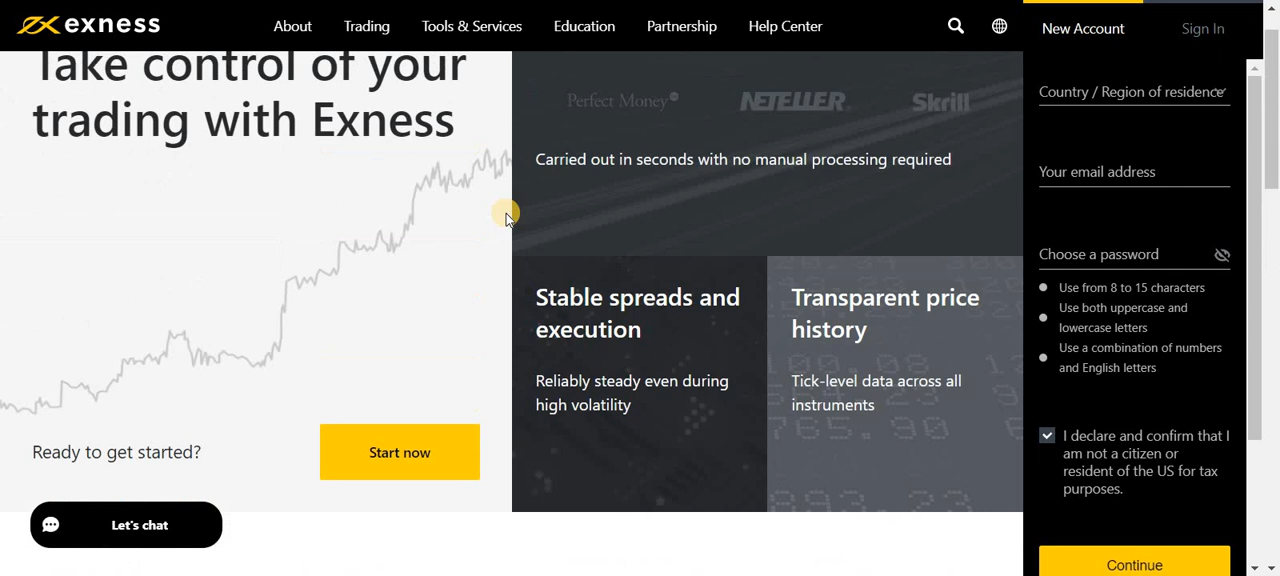 exness
About Trading Tools & Services Education Partnership Help Center
New Account Sign In
Take control of your
trading with Exness
Ready to get started?
Start now
Let's chat
Perfect Money NETELLER Skrill
Carried out in seconds with no manual processing required
Stable spreads and
execution
Reliably steady even during
high volatility
Transparent price
history
Tick-level data across all
instruments
Country / Region of residence
Your email address
Choose a password
Use from 8 to 15 characters
Use both uppercase and
lowercase letters
Use a combination of numbers
and English letters
I declare and confirm that I
am not a citizen or
resident of the US for tax
purposes.
Continue